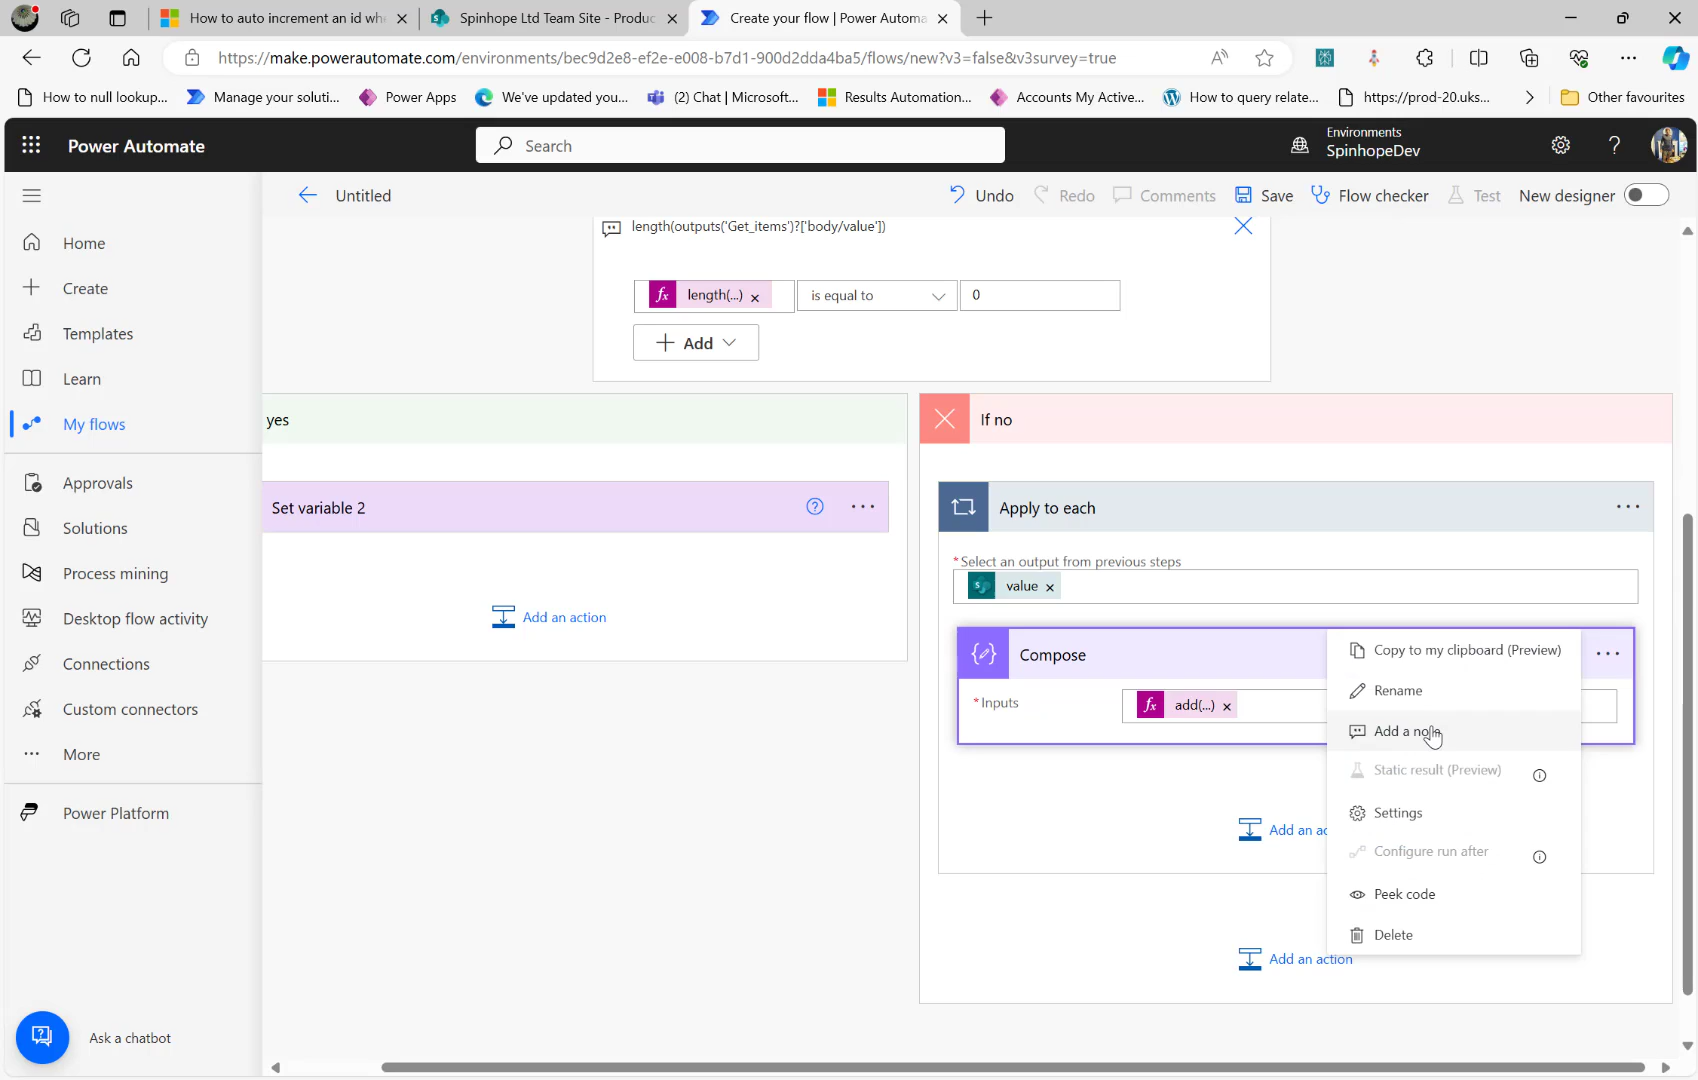 How to auto increment an id whe
Spinhope Ltd Team Site - Produc
Create your flow | Power Automa
https://make.powerautomate.com/environments/bec9d2e8-ef2e-e008-b7d1-900d2dda4ba5/flows/new?v3=false&v3survey=true
How to null lookup...
Manage your soluti...
Power Apps
We've updated you...
(2) Chat | Microsoft...
Results Automation...
Accounts My Active...
How to query relate...
https://prod-20.uks...
Other favourites
Power Automate
Search
Environments
SpinhopeDev
Untitled
Undo
Redo
Comments
Save
Flow checker
Test
New designer
Home
Create
Templates
Learn
My flows
Approvals
Solutions
Process mining
Desktop flow activity
Connections
Custom connectors
More
Power Platform
Ask a chatbot
length(outputs('Get_items')?['body/value'])
fx length(...)
is equal to
0
Add
yes
Set variable 2
Add an action
If no
Apply to each
*Select an output from previous steps
value
Compose
*Inputs
fx add(...)
Copy to my clipboard (Preview)
Rename
Add a note
Static result (Preview)
Settings
Configure run after
Peek code
Delete
Add an ac
Add an action